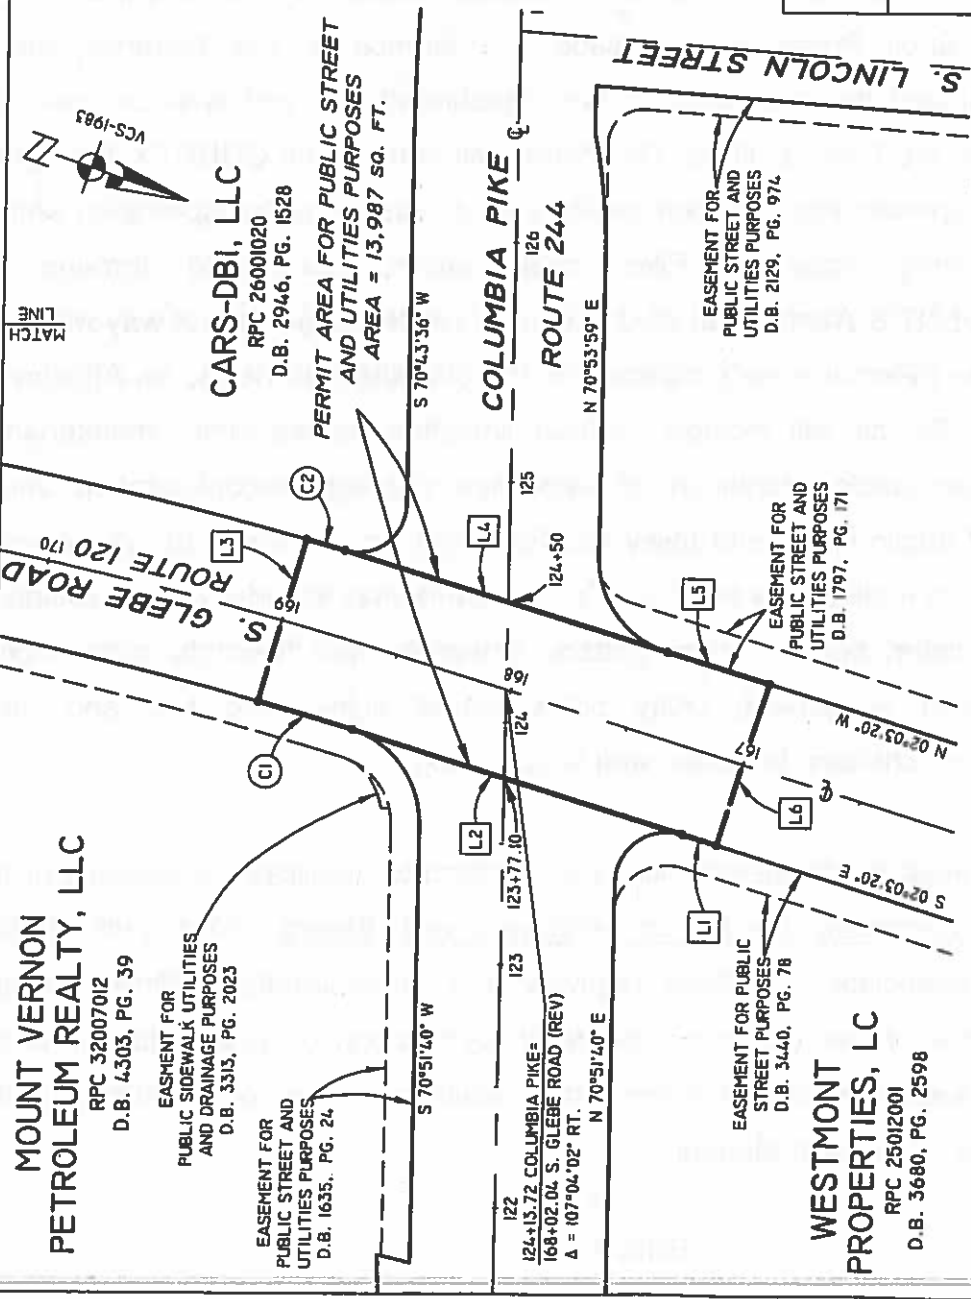 MATCH
LINE
VCS-1983
MOUNT VERNON
PETROLEUM REALTY, LLC
RPC 32007012
D.B. 4303, PG. 39
EASMENT FOR
PUBLIC SIDEWALK UTILITIES
AND DRAINAGE PURPOSES
D.B. 3313, PG. 2023
EASEMENT FOR
PUBLIC STREET AND
UTILITIES PURPOSES
D.B. 1635, PG. 24
S 70°51'40" W
S. GLEBE ROAD
ROUTE 120
170
169
168
167
C1
C2
L3
CARS-DBI, LLC
RPC 26001020
D.B. 2946, PG. 1528
PERMT AREA FOR PUBLIC STREET
AND UTILITIES PURPOSES
AREA = 13,987 SQ. FT.
S 70°43'36" W
COLUMBIA PIKE
ROUTE 2444
122
123
124
125
126
L2
L4
123+77.10
124+50
124+13.72 COLUMBIA PIKE=
168+02.04 S. GLEBE ROAD (REV)
Δ = 107°04'02" RT.
N 70°51'40" E
N 70°53'59" E
S. LINCOLN STREET
EASEMENT FOR
PUBLIC STREET AND
UTILITIES PURPOSES
D.B. 2129, PG. 974
EASEMENT FOR
PUBLIC STREET AND
UTILITIES PURPOSES
D.B. 1797, PG. 171
L5
L1
L6
EASEMENT FOR PUBLIC
STREET PURPOSES
D.B. 3440, PG. 78
S 02°03'20" E
N 02°03'20" W
WESTMONT
PROPERTIES, LC
RPC 25012001
D.B. 3680, PG. 2598